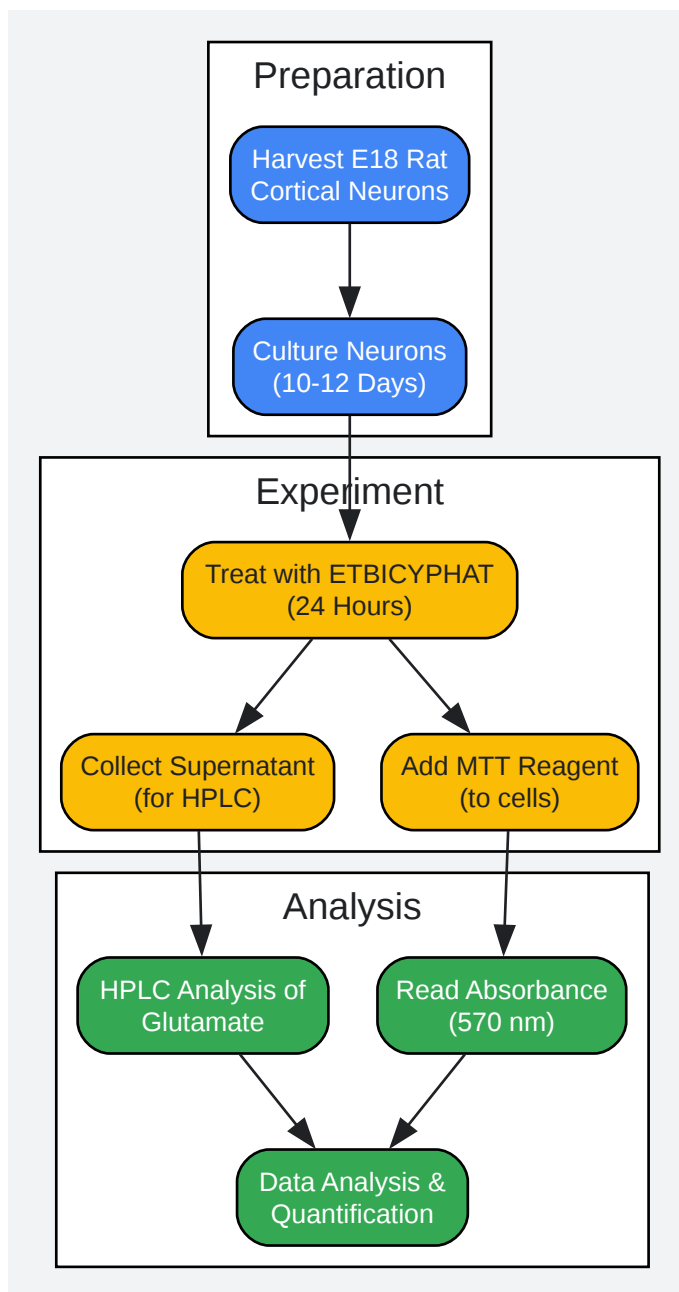 Preparation
Harvest E18 Rat
Cortical Neurons
Culture Neurons
(10-12 Days)
Experiment
Treat with ETBICYPHAT
(24 Hours)
Collect Supernatant
(for HPLC)
Add MTT Reagent
(to cells)
Analysis
HPLC Analysis of
Glutamate
Read Absorbance
(570 nm)
Data Analysis &
Quantification